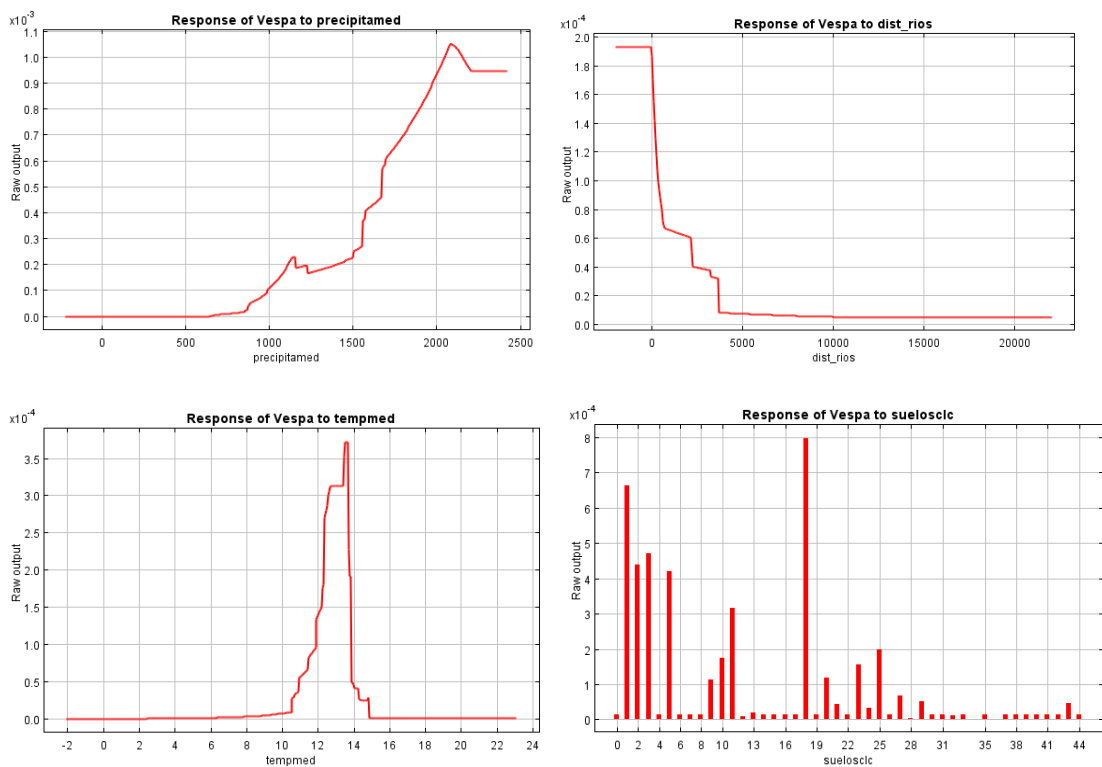 x10⁻³
Response of Vespa to precipitamed
1.1
1.0
0.9
0.8
0.7
0.6
0.5
0.4
0.3
0.2
0.1
0.0
Raw output
0 500 1000 1500 2000 2500
precipitamed
x10⁻⁴
Response of Vespa to dist_rios
2.0
1.8
1.6
1.4
1.2
1.0
0.8
0.6
0.4
0.2
0.0
Raw output
0 5000 10000 15000 20000
dist_rios
x10⁻⁴
Response of Vespa to tempmed
3.5
3.0
2.5
2.0
1.5
1.0
0.5
0.0
Raw output
-2 0 2 4 6 8 10 12 14 16 18 20 22 24
tempmed
x10⁻⁴
Response of Vespa to suelosclc
8
7
6
5
4
3
2
1
0
Raw output
0 2 4 6 8 10 13 16 19 22 25 28 31 35 38 41 44
suelosclc